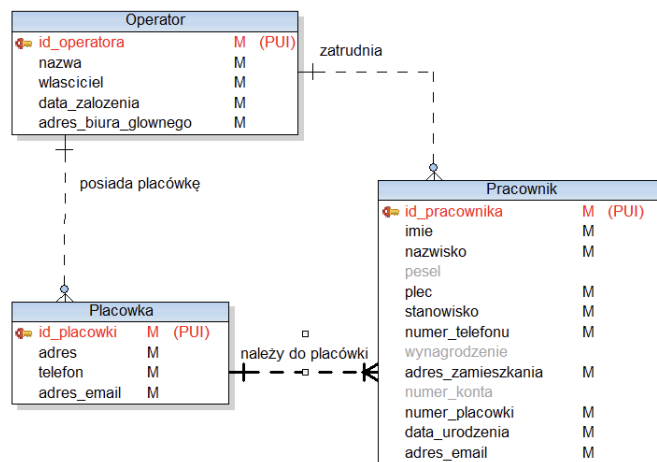 Operator
id_operatora M (PUI)
nazwa M
wlasciciel M
data_zalozenia M
adres_biura_glownego M
zatrudnia
posiada placówkę
Pracownik
id_pracownika M (PUI)
imie M
nazwisko M
pesel
plec M
stanowisko M
numer_telefonu M
wynagrodzenie
adres_zamieszkania M
numer_konta
numer_placowki M
data_urodzenia M
adres_email M
Placowka
id_placowki M (PUI)
adres M
telefon M
adres_email M
należy do placówki